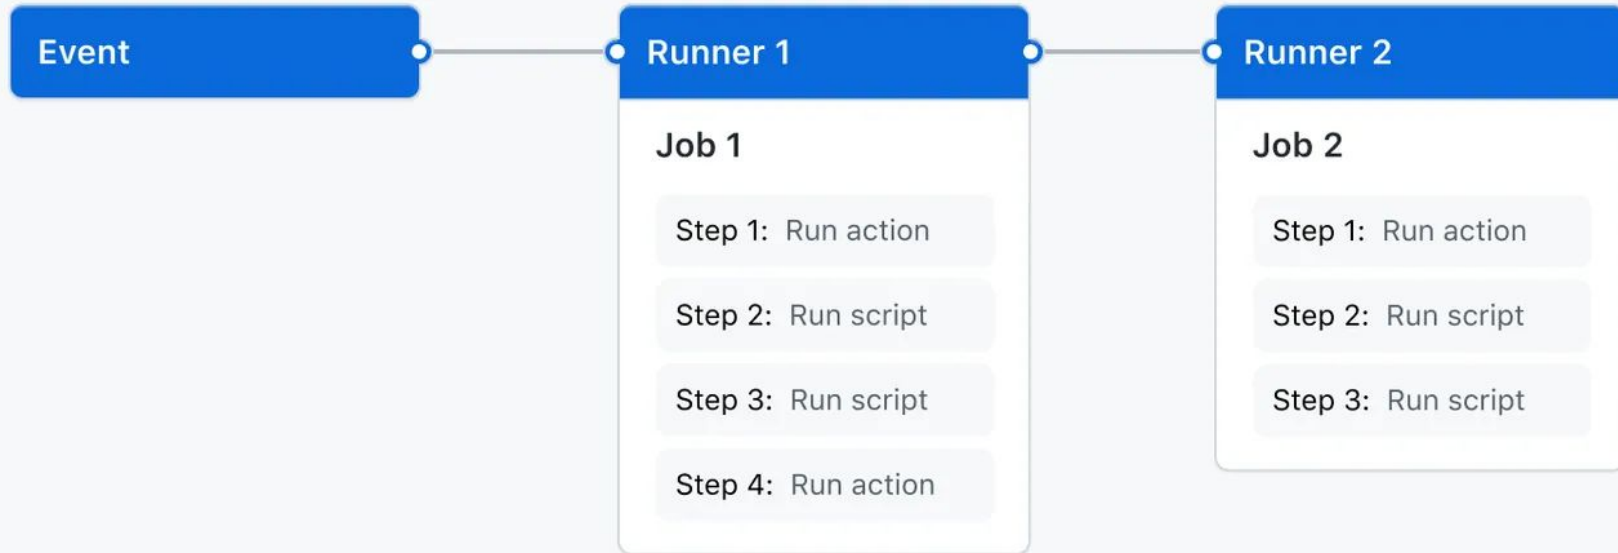 Event
Runner 1
Job 1
Step 1: Run action
Step 2: Run script
Step 3: Run script
Step 4: Run action
Runner 2
Job 2
Step 1: Run action
Step 2: Run script
Step 3: Run script